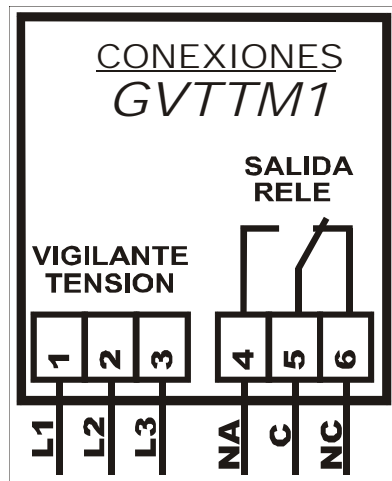 CONEXIONES
GVTTM1
SALIDA
RELE
VIGILANTE
TENSION
1 2 3 4 5 6
L1 L2 L3 NA C NC